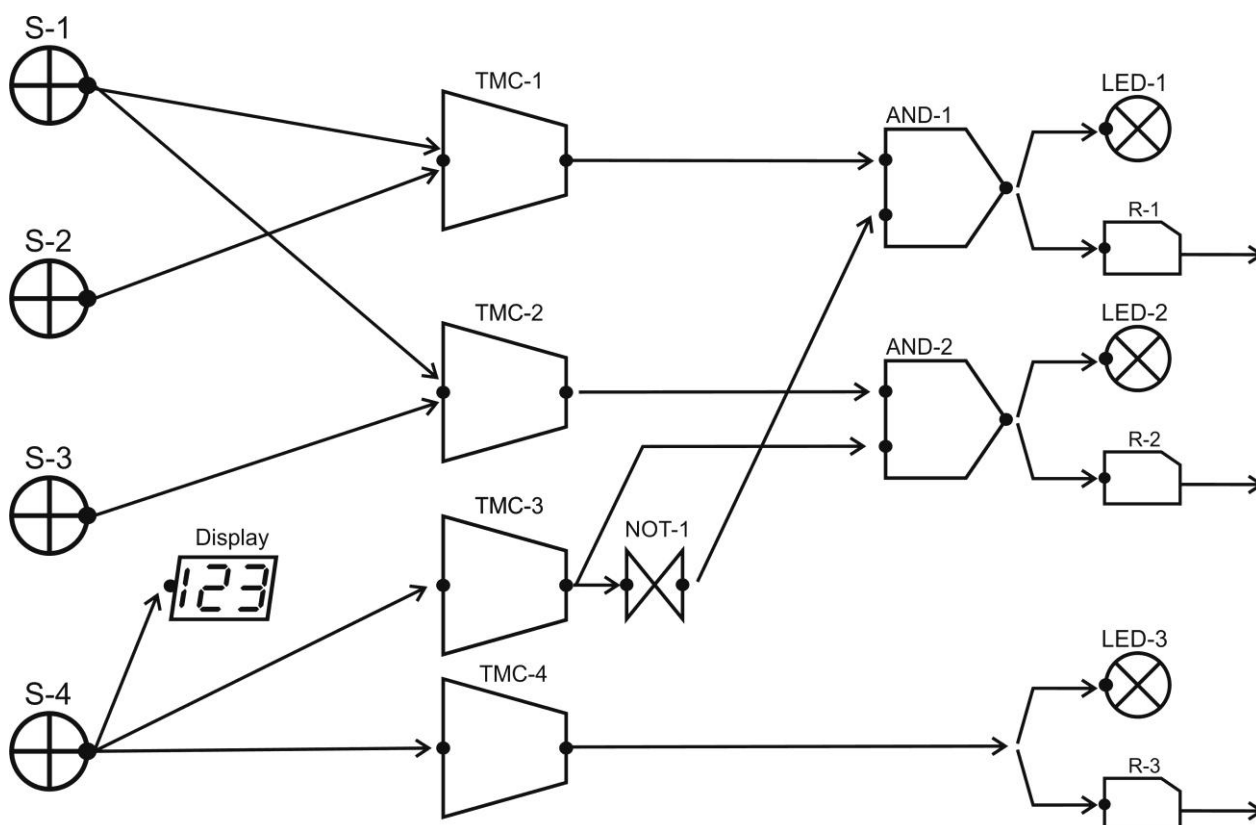 S-1
TMC-1
LED-1
AND-1
R-1
S-2
TMC-2
LED-2
AND-2
R-2
S-3
TMC-3
NOT-1
Display
123
LED-3
TMC-4
S-4
R-3